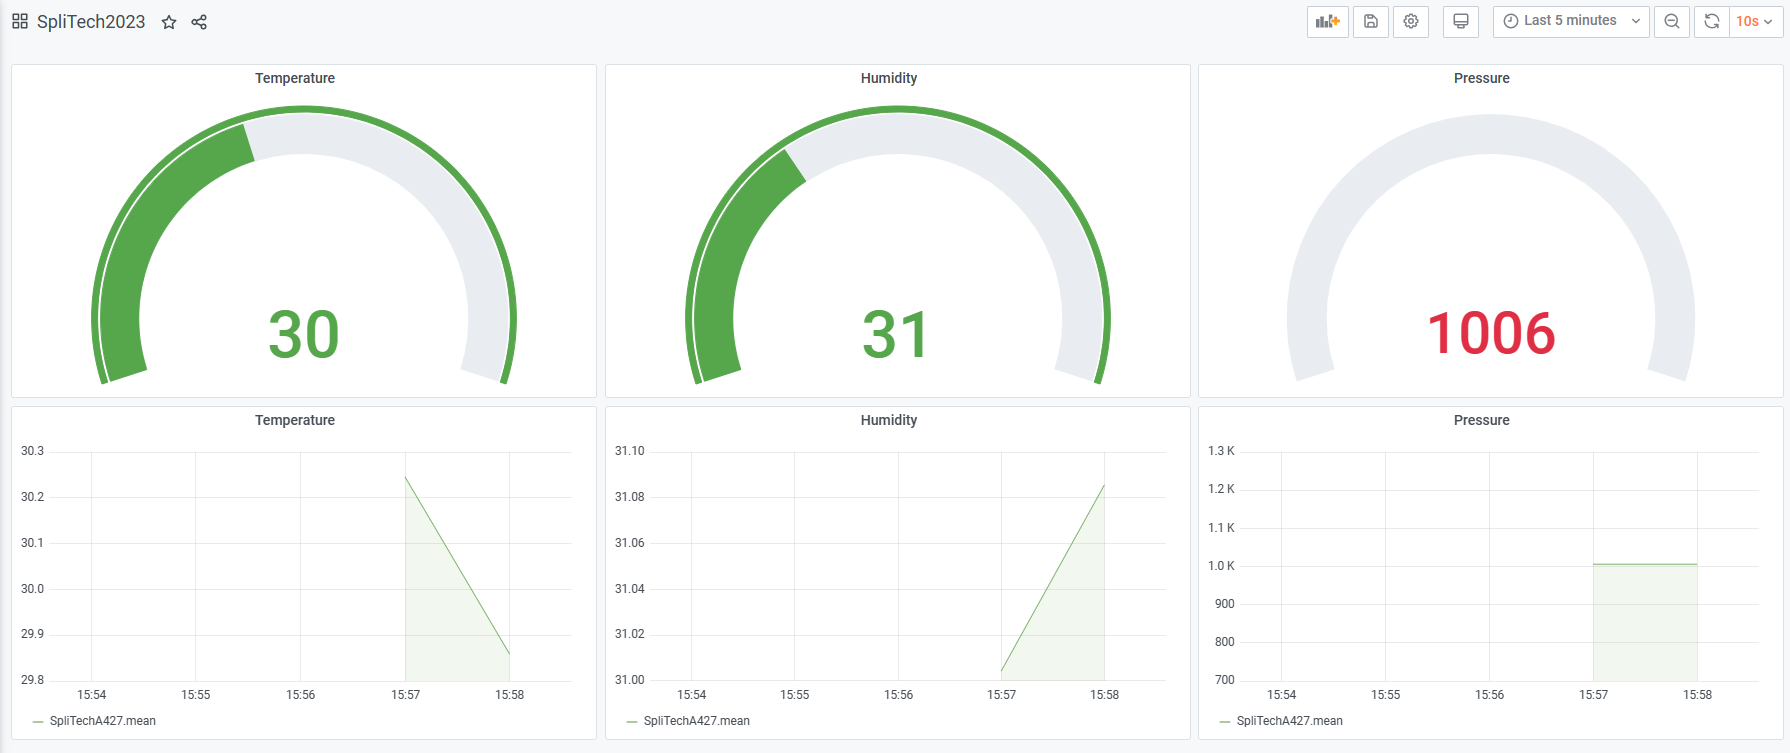 SpliTech2023
Last 5 minutes
10s
Temperature
30
Humidity
31
Pressure
1006
Temperature
30.3
30.2
30.1
30.0
29.9
29.8
15:54 15:55 15:56 15:57 15:58
SpliTechA427.mean
Humidity
31.10
31.08
31.06
31.04
31.02
31.00
15:54 15:55 15:56 15:57 15:58
SpliTechA427.mean
Pressure
1.3 K
1.2 K
1.1 K
1.0 K
900
800
700
15:54 15:55 15:56 15:57 15:58
SpliTechA427.mean